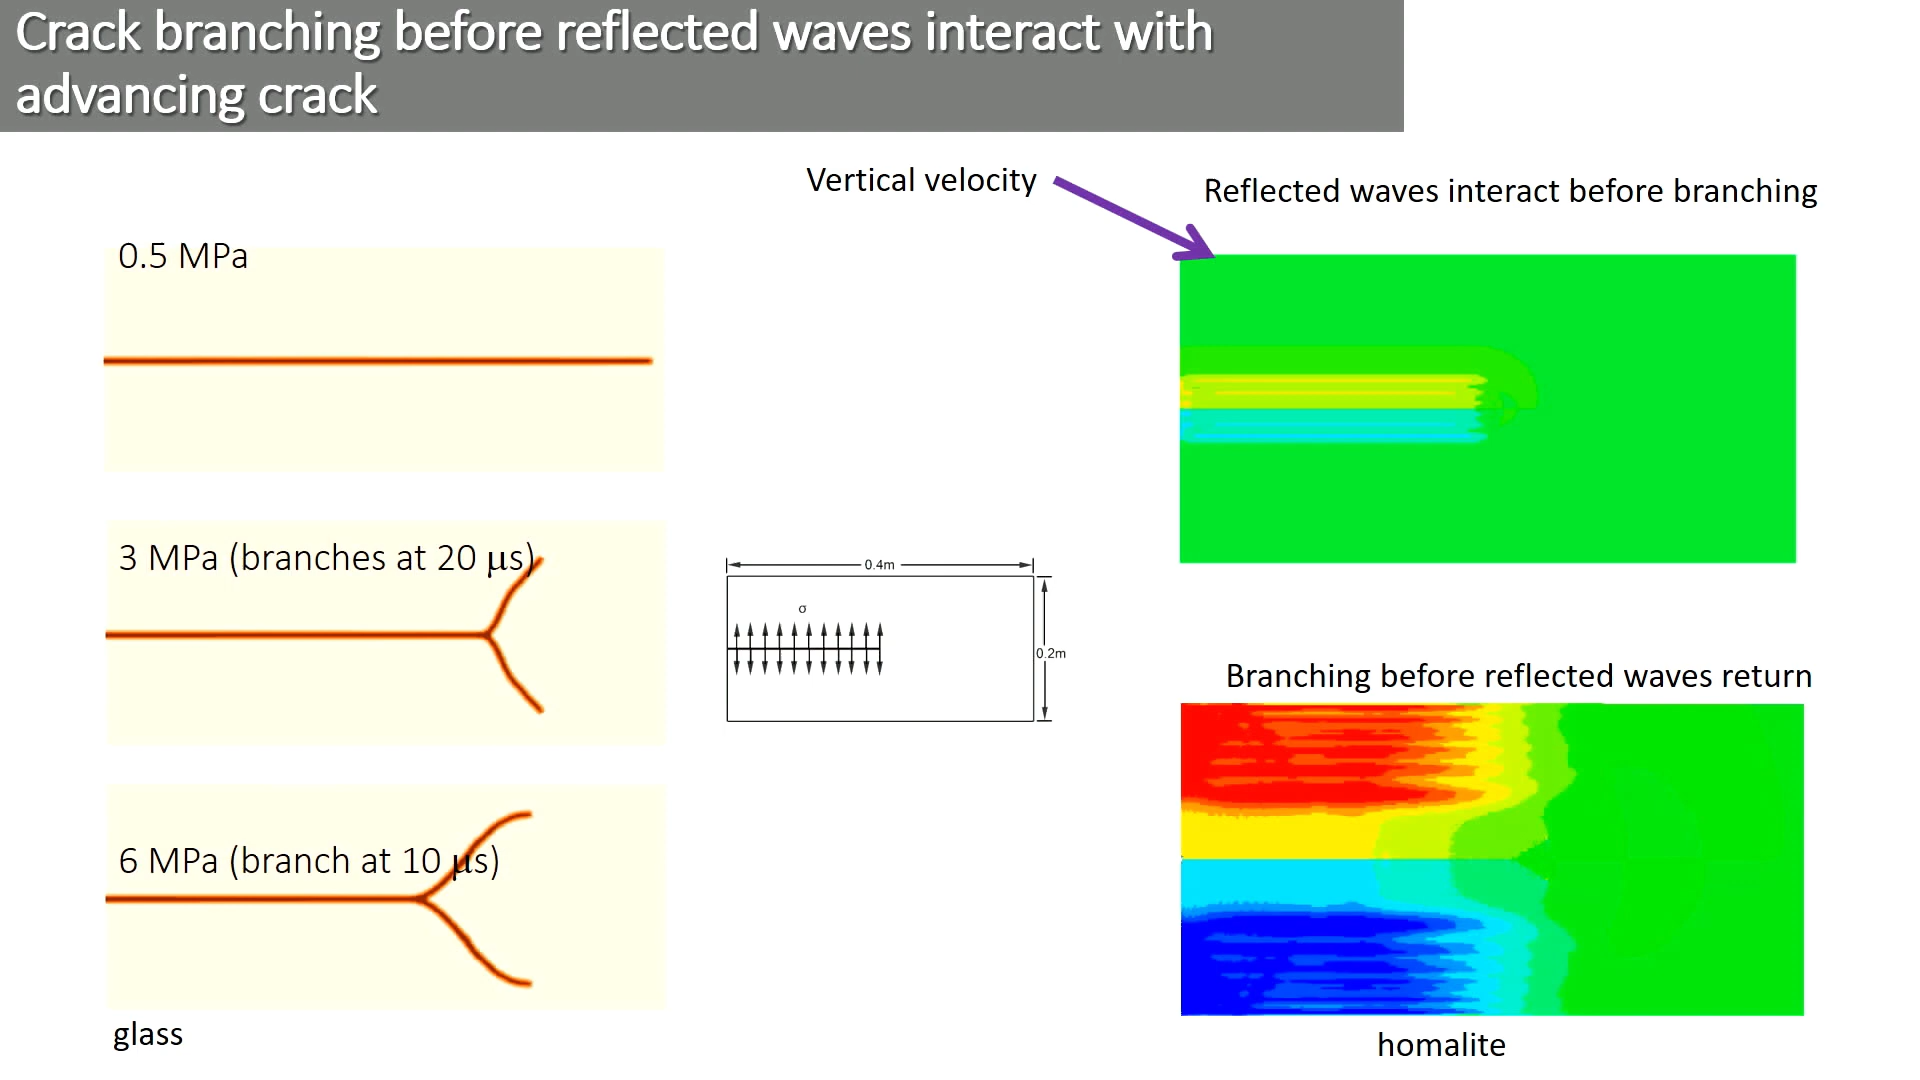 Crack branching before reflected waves interact with
advancing crack
Vertical velocity
Reflected waves interact before branching
0.5 MPa
3 MPa (branches at 20 μs)
0.4m
σ
0.2m
Branching before reflected waves return
6 MPa (branch at 10 μs)
glass
homalite